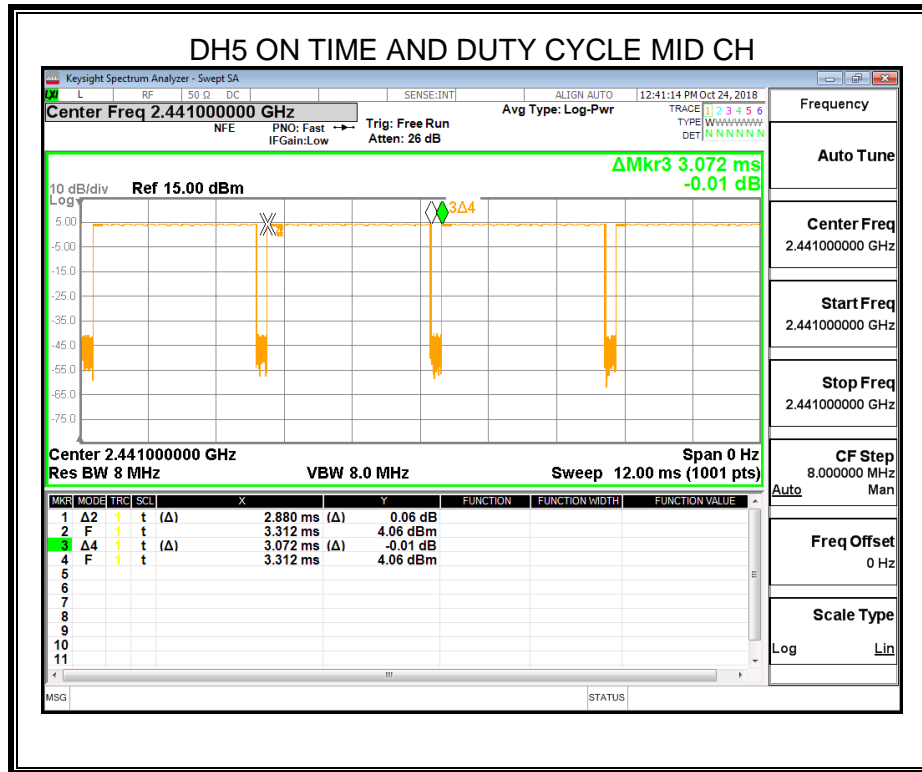 DH5 ON TIME AND DUTY CYCLE MID CH
Keysight Spectrum Analyzer - Swept SA
LXI L RF 50 Ω DC SENSE:INT ALIGN AUTO 12:41:14 PM Oct 24, 2018
Center Freq 2.441000000 GHz Avg Type: Log-Pwr TRACE 1 2 3 4 5 6
NFE PNO: Fast Trig: Free Run TYPE WWWWWW
IFGain:Low Atten: 26 dB DET N N N N N N
ΔMkr3 3.072 ms
10 dB/div Ref 15.00 dBm -0.01 dB
Log
3Δ4
5.00
-5.00
-15.0
-25.0
-35.0
-45.0
-55.0
-65.0
-75.0
Center 2.441000000 GHz Span 0 Hz
Res BW 8 MHz VBW 8.0 MHz Sweep 12.00 ms (1001 pts)
MKR MODE TRC SCL X Y FUNCTION FUNCTION WIDTH FUNCTION VALUE
1 Δ2 1 t (Δ) 2.880 ms (Δ) 0.06 dB
2 F 1 t 3.312 ms 4.06 dBm
3 Δ4 1 t (Δ) 3.072 ms (Δ) -0.01 dB
4 F 1 t 3.312 ms 4.06 dBm
5
6
7
8
9
10
11
MSG STATUS
Frequency
Auto Tune
Center Freq
2.441000000 GHz
Start Freq
2.441000000 GHz
Stop Freq
2.441000000 GHz
CF Step
8.000000 MHz
Auto Man
Freq Offset
0 Hz
Scale Type
Log Lin